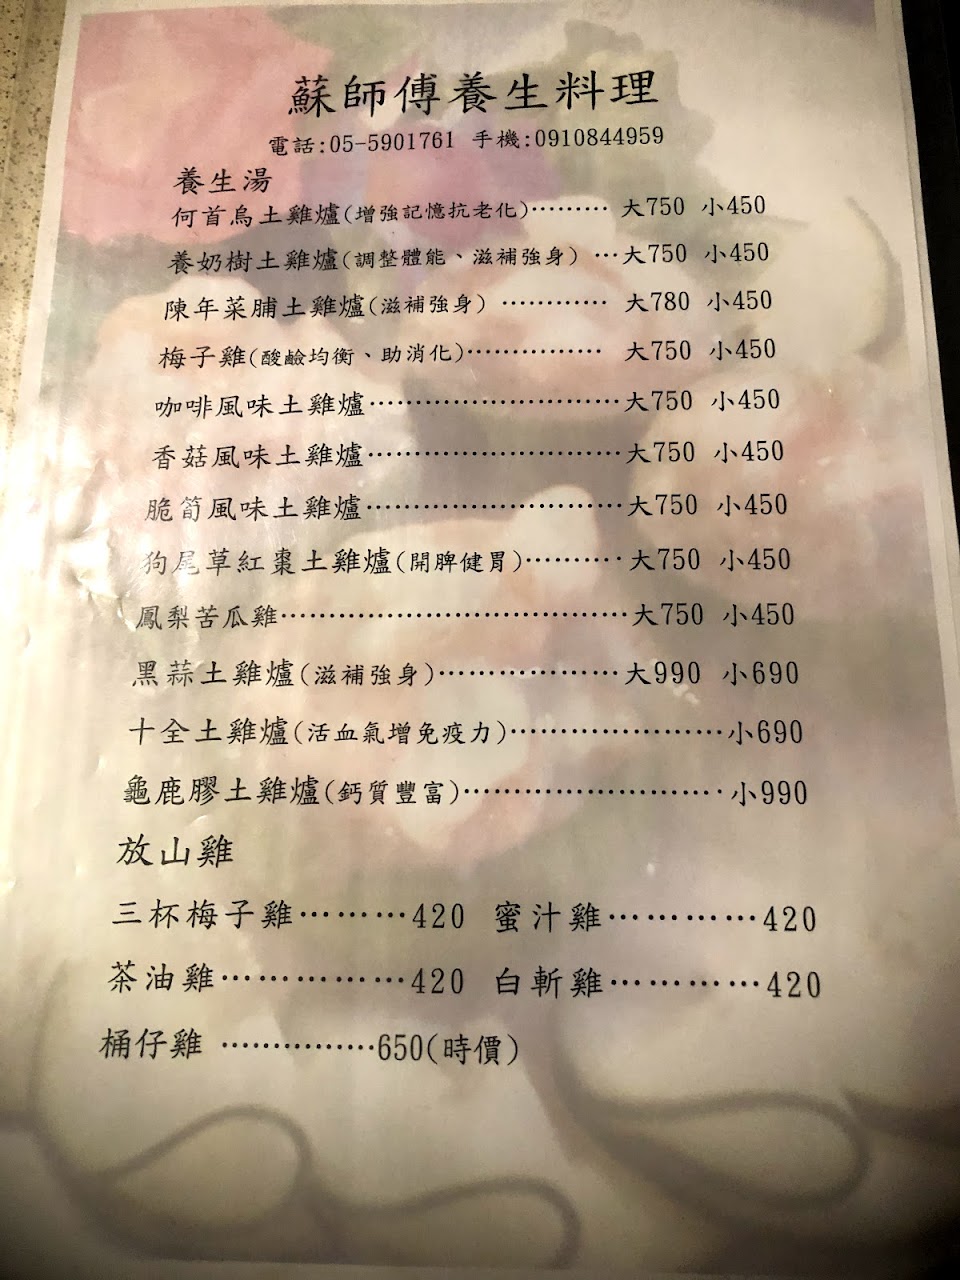 蘇師傅養生料理
電話:05-5901761 手機:0910844959
養生湯
何首烏土雞爐(增強記憶抗老化)……… 大750 小450
養奶樹土雞爐(調整體能、滋補強身) …大750 小450
陳年菜脯土雞爐(滋補強身) ………… 大780 小450
梅子雞(酸鹼均衡、助消化)…………… 大750 小450
咖啡風味土雞爐………………………大750 小450
香菇風味土雞爐………………………大750 小450
脆筍風味土雞爐………………………大750 小450
狗尾草紅棗土雞爐(開脾健胃)………‥大750 小450
鳳梨苦瓜雞………………………………大750 小450
黑蒜土雞爐(滋補強身)………………大990 小690
十全土雞爐(活血氣增免疫力)…………………小690
龜鹿膠土雞爐(鈣質豐富)………………………小990
放山雞
三杯梅子雞………420 蜜汁雞…………420
茶油雞……………420 白斬雞…………420
桶仔雞 ……………650(時價)